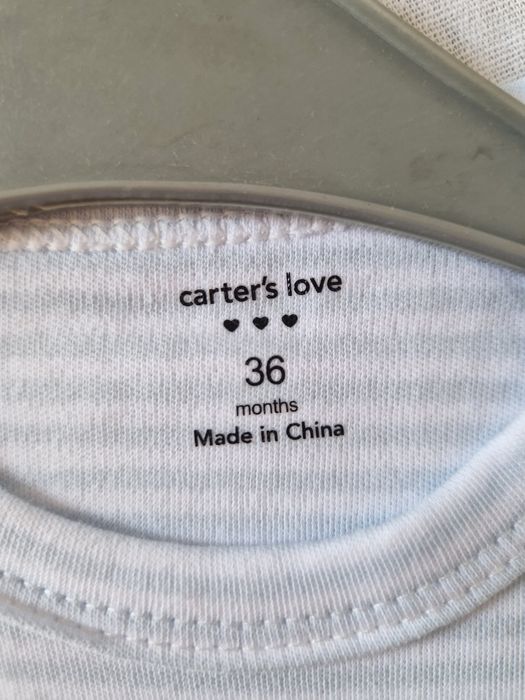 carter's love
♥ ♥ ♥
36
months
Made in China